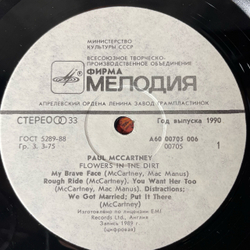 МИНИСТЕРСТВО
КУЛЬТУРЫ СССР
ВСЕСОЮЗНОЕ ТВОРЧЕСКО-
ПРОИЗВОДСТВЕННОЕ ОБЪЕДИНЕНИЕ
ФИРМА
МЕЛОДИЯ
АПРЕЛЕВСКИЙ ОРДЕНА ЛЕНИНА ЗАВОД ГРАМПЛАСТИНОК
СТЕРЕО 33 Год выпуска 1990
ГОСТ 5289-88 А60 00705 006
Гр. 3. 3-75 00705 1
PAUL MCCARTNEY
FLOWERS IN THE DIRT
My Brave Face (McCartney, Mac Manus)
Rough Ride (McCartney), You Want Her Too
(McCartney, Mac Manus), Distractions;
We Got Married; Put It There
(McCartney)
Изготовлено по лицензии EMI
Records Ltd., Англия
Запись 1989 г.
(цифровая)